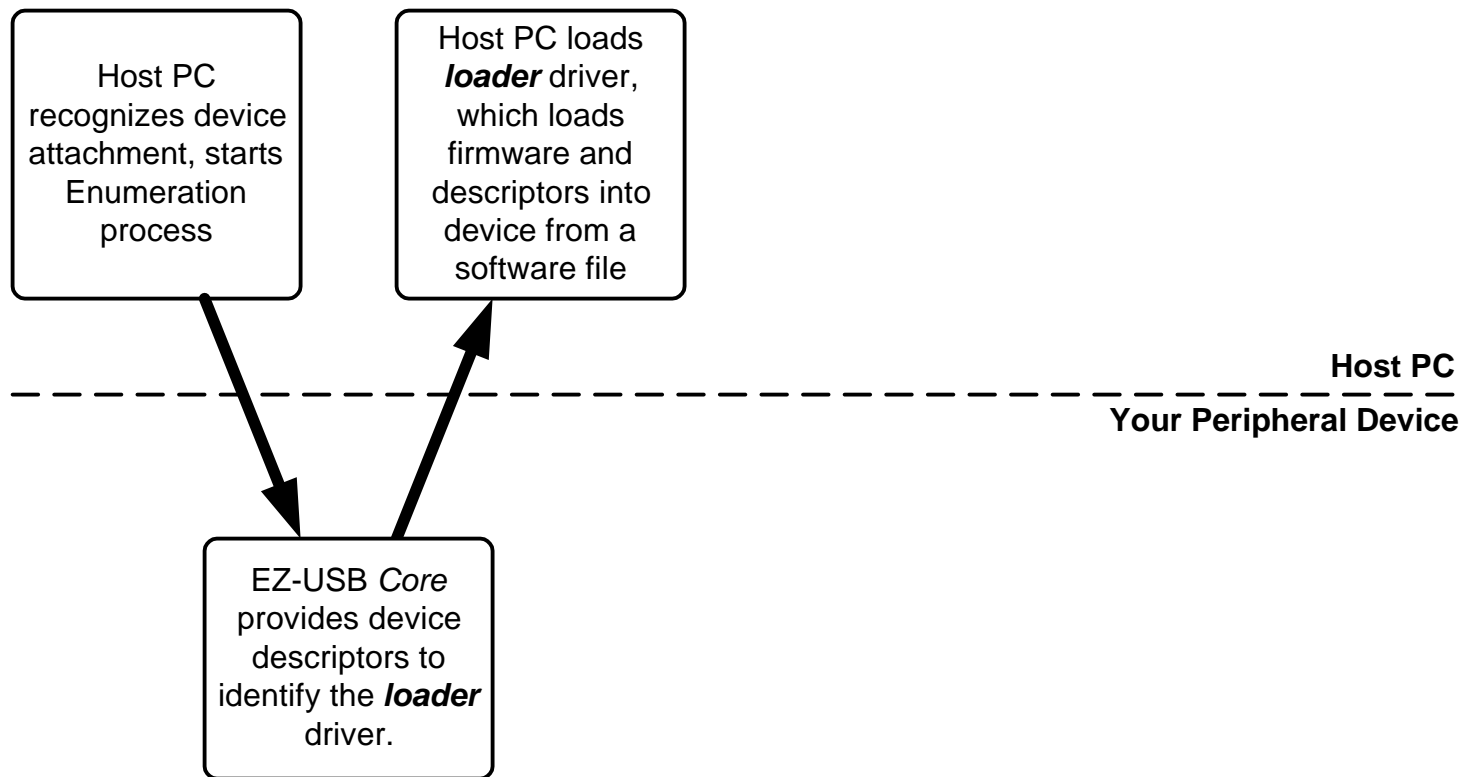 Host PC
recognizes device
attachment, starts
Enumeration
process
Host PC loads
loader driver,
which loads
firmware and
descriptors into
device from a
software file
Host PC
Your Peripheral Device
EZ-USB Core
provides device
descriptors to
identify the loader
driver.